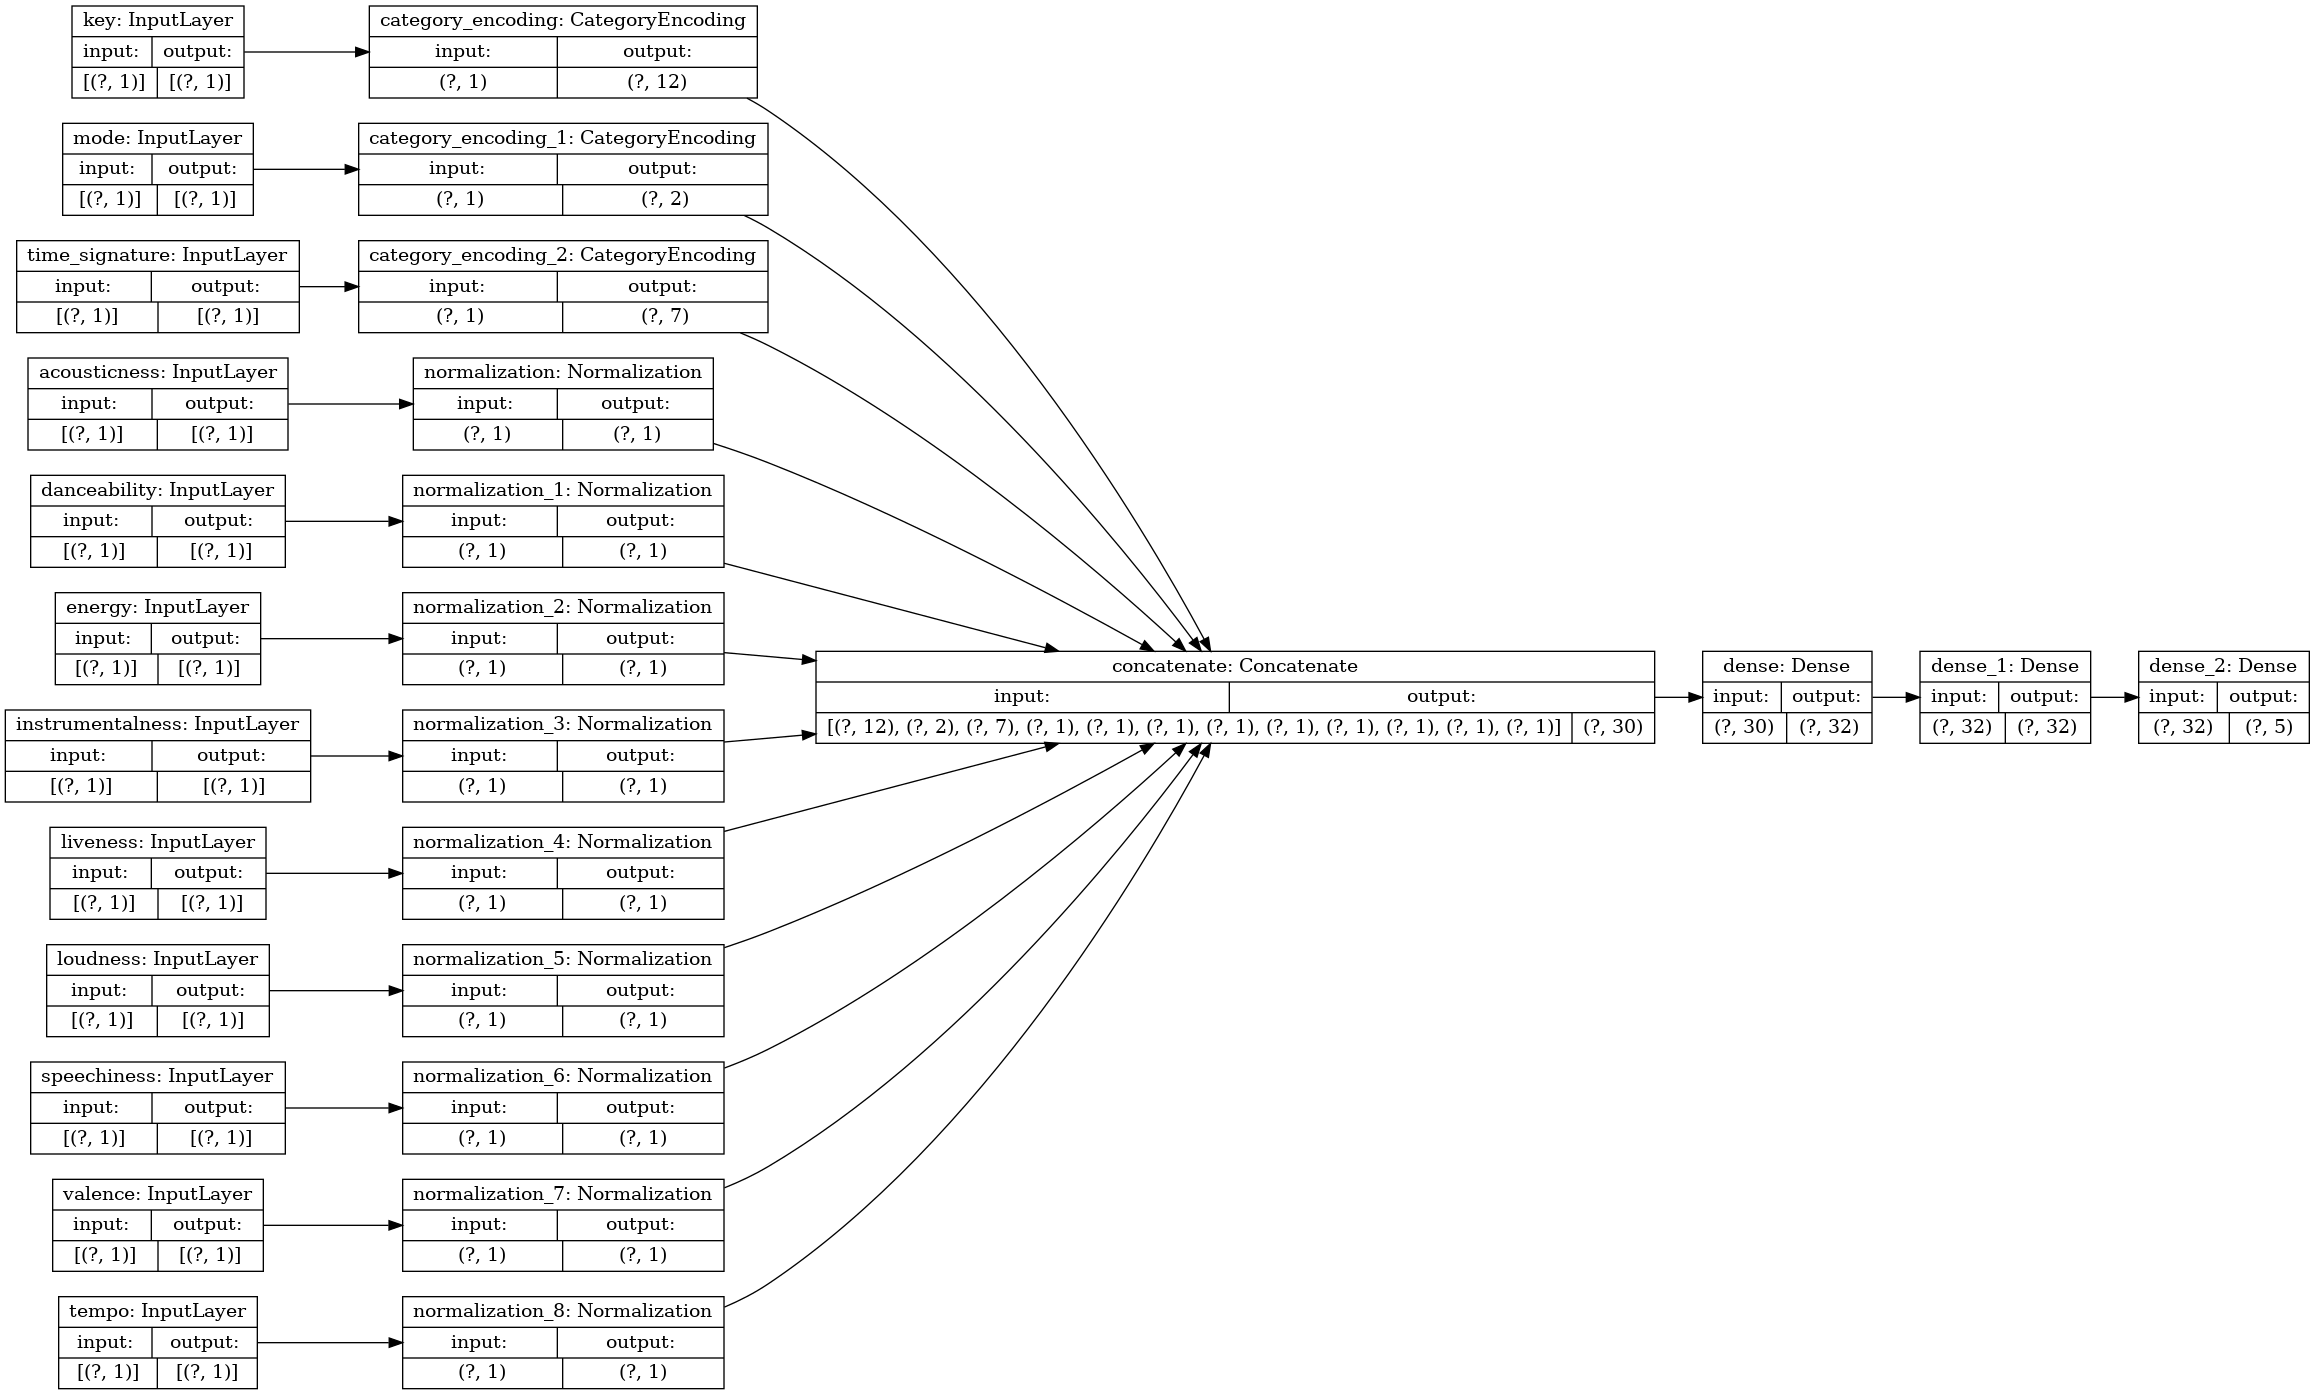 key: InputLayer
input: output:
[(?, 1)] [(?, 1)]
category_encoding: CategoryEncoding
input: output:
(?, 1) (?, 12)
mode: InputLayer
input: output:
[(?, 1)] [(?, 1)]
category_encoding_1: CategoryEncoding
input: output:
(?, 1) (?, 2)
time_signature: InputLayer
input: output:
[(?, 1)] [(?, 1)]
category_encoding_2: CategoryEncoding
input: output:
(?, 1) (?, 7)
acousticness: InputLayer
input: output:
[(?, 1)] [(?, 1)]
normalization: Normalization
input: output:
(?, 1) (?, 1)
danceability: InputLayer
input: output:
[(?, 1)] [(?, 1)]
normalization_1: Normalization
input: output:
(?, 1) (?, 1)
energy: InputLayer
input: output:
[(?, 1)] [(?, 1)]
normalization_2: Normalization
input: output:
(?, 1) (?, 1)
instrumentalness: InputLayer
input: output:
[(?, 1)] [(?, 1)]
normalization_3: Normalization
input: output:
(?, 1) (?, 1)
liveness: InputLayer
input: output:
[(?, 1)] [(?, 1)]
normalization_4: Normalization
input: output:
(?, 1) (?, 1)
loudness: InputLayer
input: output:
[(?, 1)] [(?, 1)]
normalization_5: Normalization
input: output:
(?, 1) (?, 1)
speechiness: InputLayer
input: output:
[(?, 1)] [(?, 1)]
normalization_6: Normalization
input: output:
(?, 1) (?, 1)
valence: InputLayer
input: output:
[(?, 1)] [(?, 1)]
normalization_7: Normalization
input: output:
(?, 1) (?, 1)
tempo: InputLayer
input: output:
[(?, 1)] [(?, 1)]
normalization_8: Normalization
input: output:
(?, 1) (?, 1)
concatenate: Concatenate
input: output:
[(?, 12), (?, 2), (?, 7), (?, 1), (?, 1), (?, 1), (?, 1), (?, 1), (?, 1), (?, 1), (?, 1), (?, 1)] (?, 30)
dense: Dense
input: output:
(?, 30) (?, 32)
dense_1: Dense
input: output:
(?, 32) (?, 32)
dense_2: Dense
input: output:
(?, 32) (?, 5)